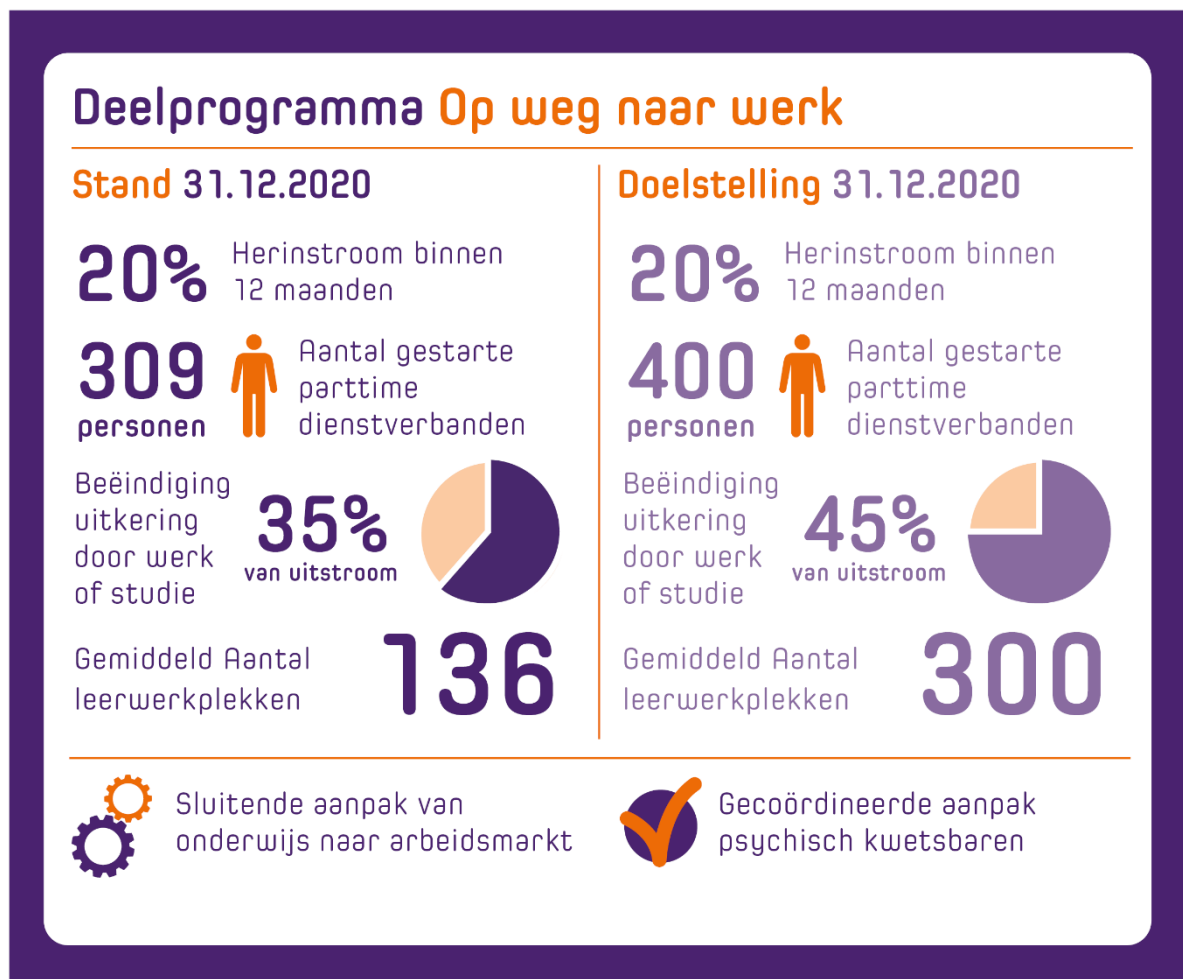 Deelprogramma Op weg naar werk
Stand 31.12.2020
20%
Herinstroom binnen
12 maanden
309
personen
Aantal gestarte
parttime
dienstverbanden
Beëindiging
uitkering
door werk
of studie
35%
van uitstroom
Gemiddeld Aantal
leerwerkplekken
136
Doelstelling 31.12.2020
20%
Herinstroom binnen
12 maanden
400
personen
Aantal gestarte
parttime
dienstverbanden
Beëindiging
uitkering
door werk
of studie
45%
van uitstroom
Gemiddeld Aantal
leerwerkplekken
300
Sluitende aanpak van
onderwijs naar arbeidsmarkt
Gecoördineerde aanpak
psychisch kwetsbaren